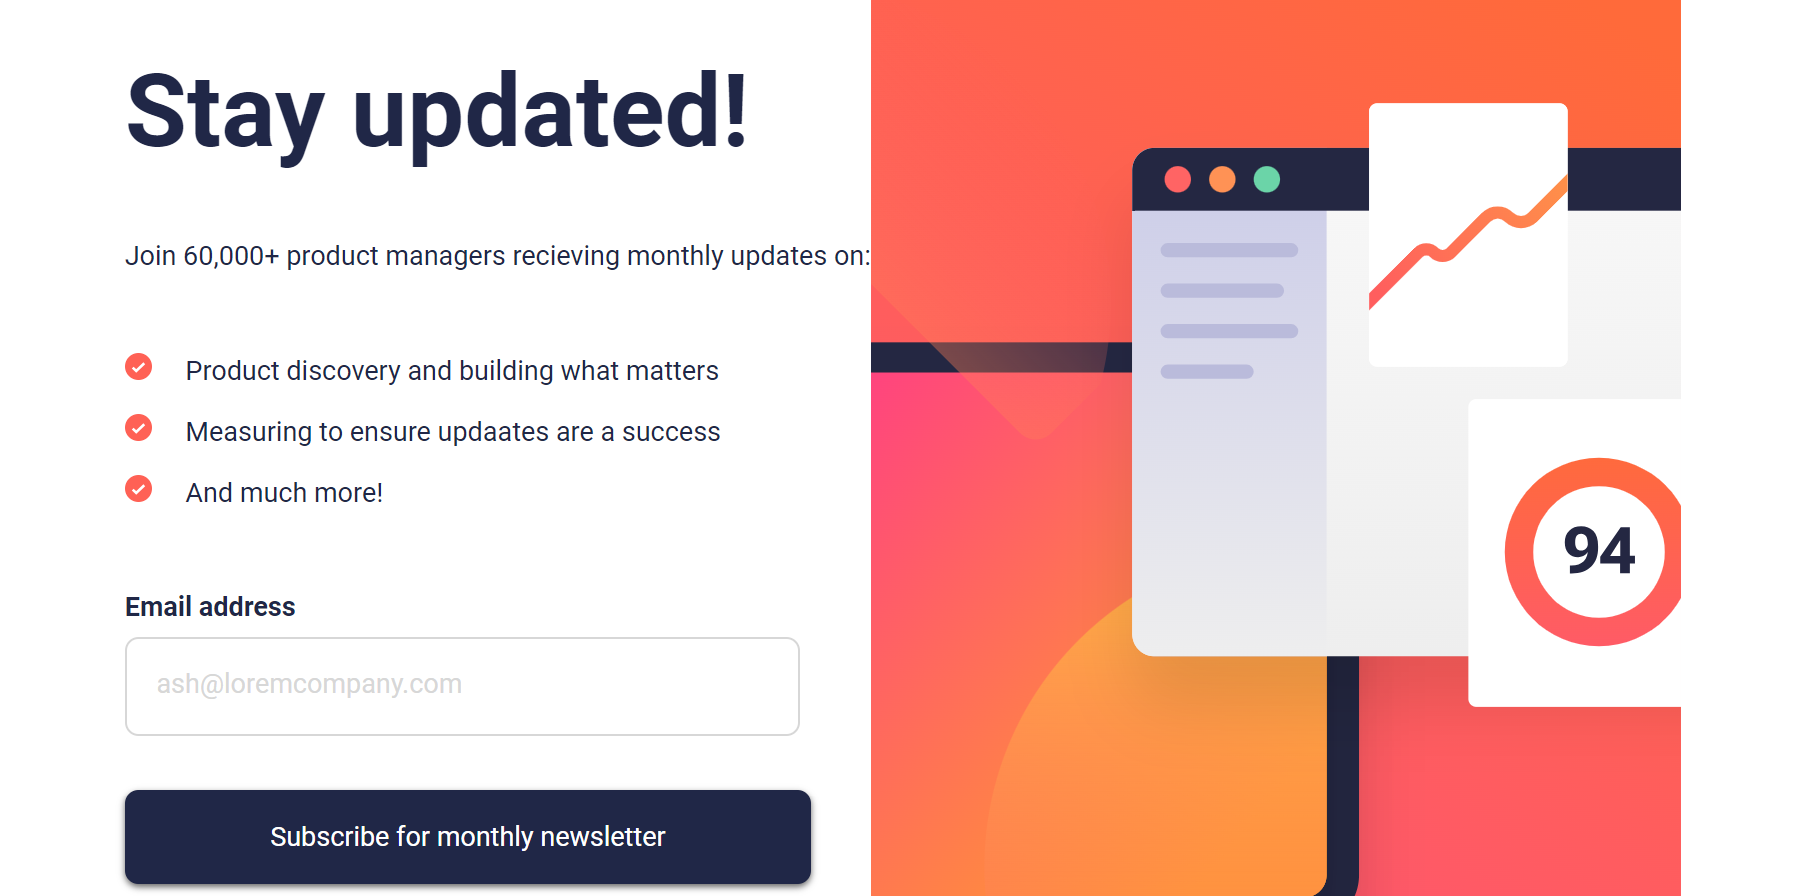 Stay updated!
Join 60,000+ product managers recieving monthly updates on:
Product discovery and building what matters
Measuring to ensure updaates are a success
And much more!
Email address
ash@loremcompany.com
Subscribe for monthly newsletter
94